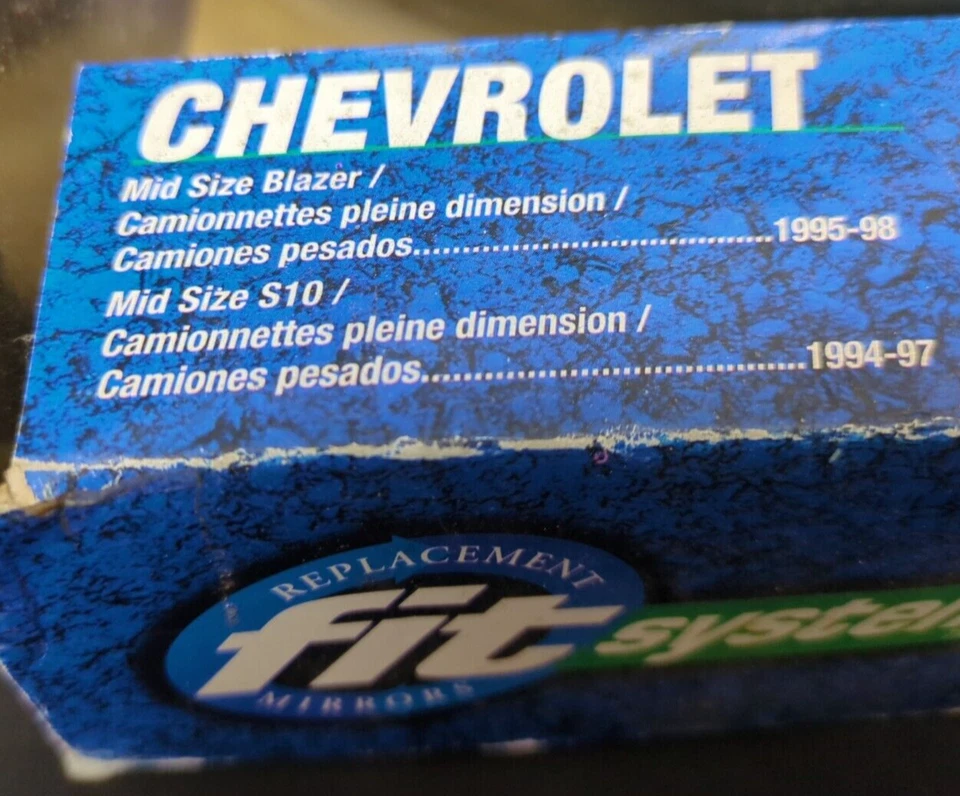 CHEVROLET
Mid Size Blazer /
Camionnettes pleine dimension /
Camiones pesados....................................1995-98
Mid Size S10 /
Camionnettes pleine dimension /
Camiones pesados.......................................1994-97
REPLACEMENT
fit system
MIRRORS